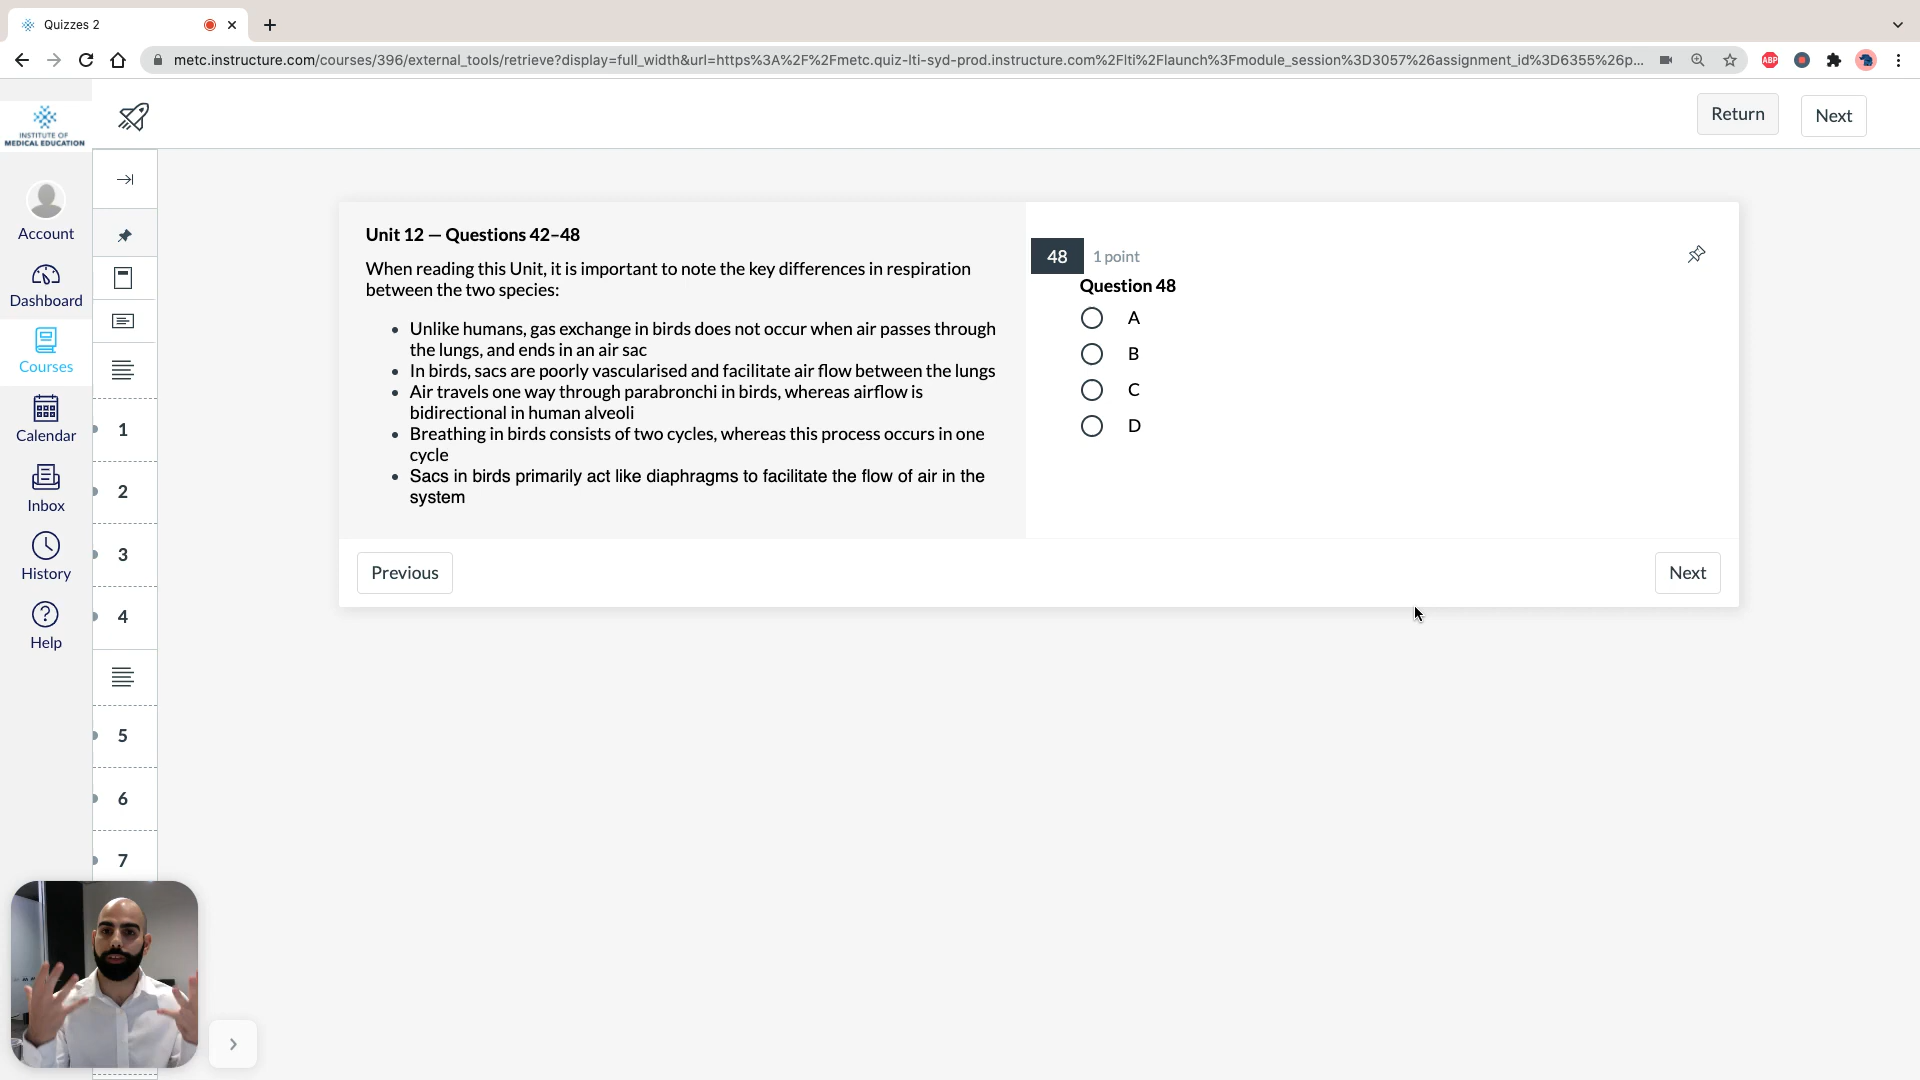 Quizzes 2
metc.instructure.com/courses/396/external_tools/retrieve?display=full_width&url=https%3A%2F%2Fmetc.quiz-lti-syd-prod.instructure.com%2Flti%2Flaunch%3Fmodule_session%3D3057%26assignment_id%3D6355%26p...
ABP
INSTITUTE OF
MEDICAL EDUCATION
Return
Next
Account
Dashboard
Courses
Calendar
Inbox
History
Help
1
2
3
4
5
6
7
Unit 12 — Questions 42–48
When reading this Unit, it is important to note the key differences in respiration
between the two species:
• Unlike humans, gas exchange in birds does not occur when air passes through
the lungs, and ends in an air sac
• In birds, sacs are poorly vascularised and facilitate air flow between the lungs
• Air travels one way through parabronchi in birds, whereas airflow is
bidirectional in human alveoli
• Breathing in birds consists of two cycles, whereas this process occurs in one
cycle
• Sacs in birds primarily act like diaphragms to facilitate the flow of air in the
system
48
1 point
Question 48
A
B
C
D
Previous
Next